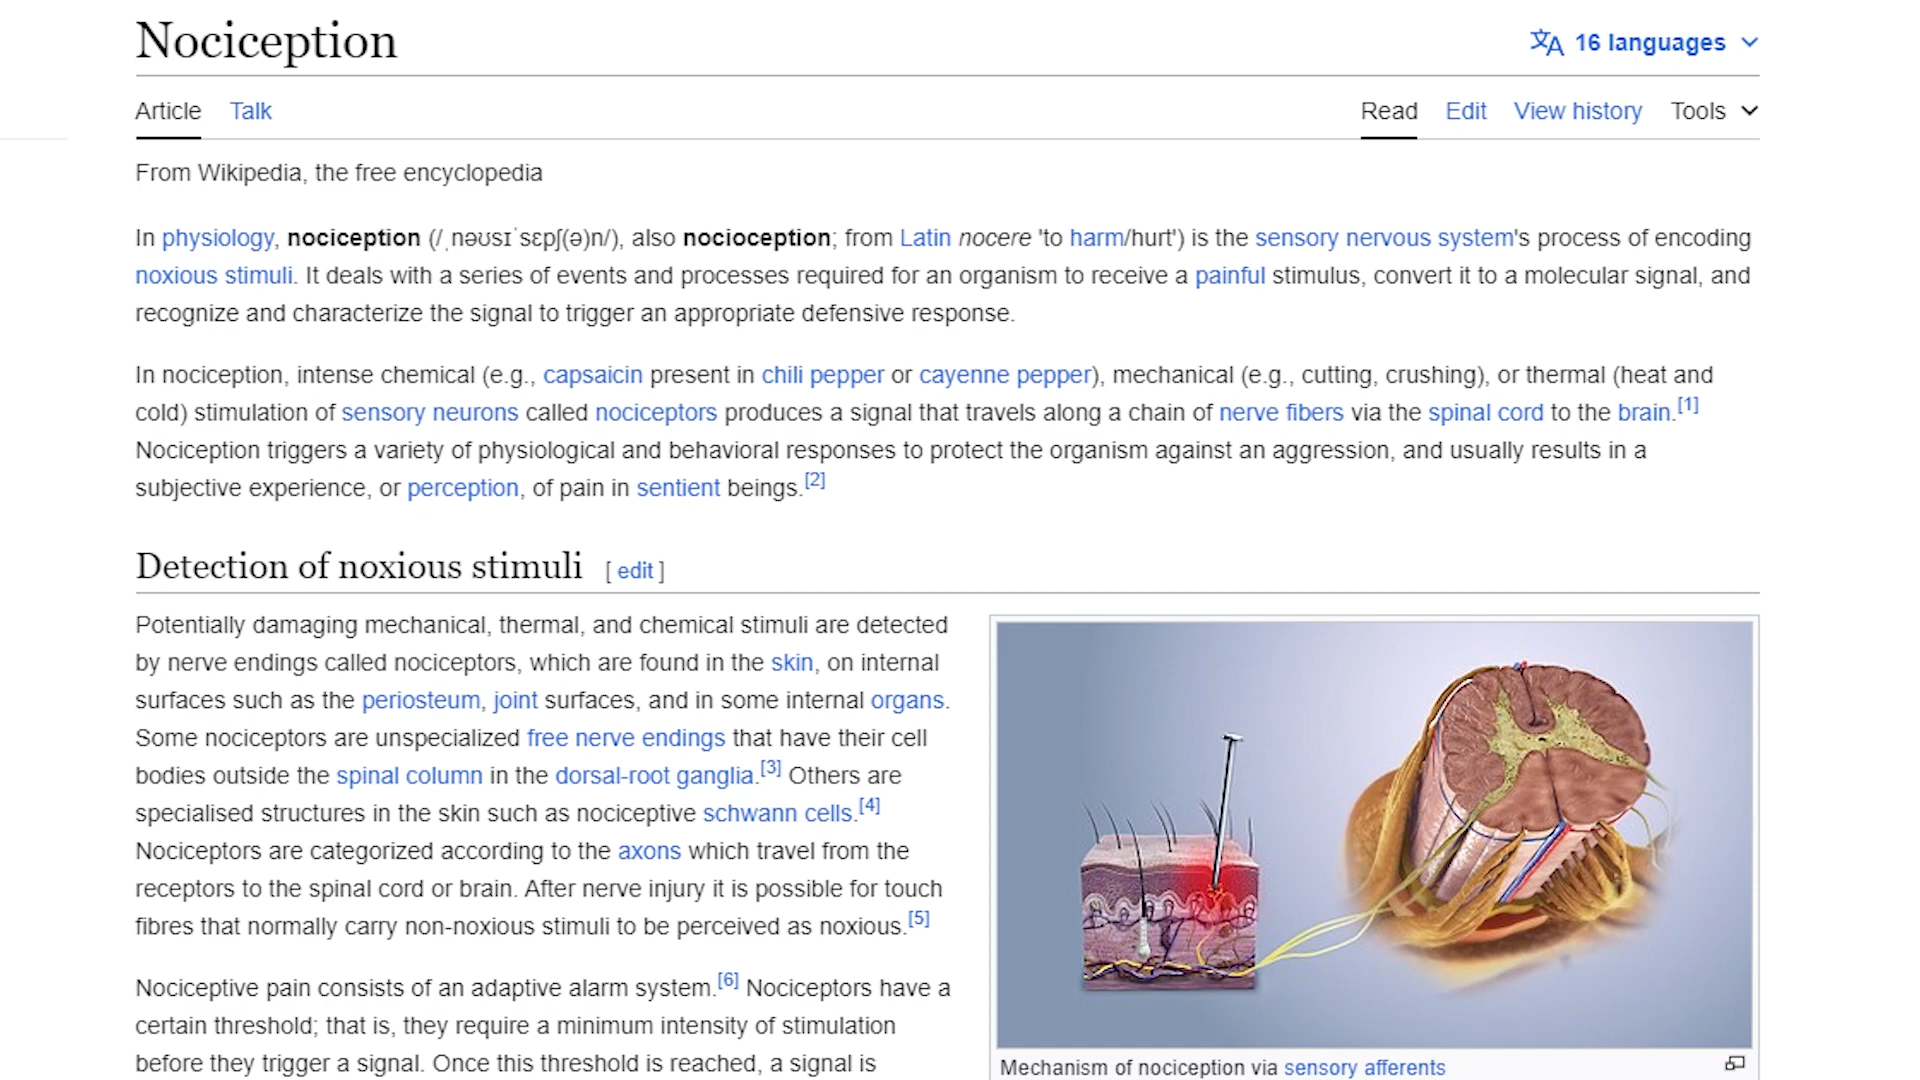 Nociception
16 languages
Article Talk Read Edit View history Tools
From Wikipedia, the free encyclopedia
In physiology, nociception (/ˌnəʊsɪˈsɛpʃ(ə)n/), also nocioception; from Latin nocere 'to harm/hurt') is the sensory nervous system's process of encoding
noxious stimuli. It deals with a series of events and processes required for an organism to receive a painful stimulus, convert it to a molecular signal, and
recognize and characterize the signal to trigger an appropriate defensive response.
In nociception, intense chemical (e.g., capsaicin present in chili pepper or cayenne pepper), mechanical (e.g., cutting, crushing), or thermal (heat and
cold) stimulation of sensory neurons called nociceptors produces a signal that travels along a chain of nerve fibers via the spinal cord to the brain.[1]
Nociception triggers a variety of physiological and behavioral responses to protect the organism against an aggression, and usually results in a
subjective experience, or perception, of pain in sentient beings.[2]
Detection of noxious stimuli [ edit ]
Potentially damaging mechanical, thermal, and chemical stimuli are detected
by nerve endings called nociceptors, which are found in the skin, on internal
surfaces such as the periosteum, joint surfaces, and in some internal organs.
Some nociceptors are unspecialized free nerve endings that have their cell
bodies outside the spinal column in the dorsal-root ganglia.[3] Others are
specialised structures in the skin such as nociceptive schwann cells.[4]
Nociceptors are categorized according to the axons which travel from the
receptors to the spinal cord or brain. After nerve injury it is possible for touch
fibres that normally carry non-noxious stimuli to be perceived as noxious.[5]
Nociceptive pain consists of an adaptive alarm system.[6] Nociceptors have a
certain threshold; that is, they require a minimum intensity of stimulation
before they trigger a signal. Once this threshold is reached, a signal is
Mechanism of nociception via sensory afferents